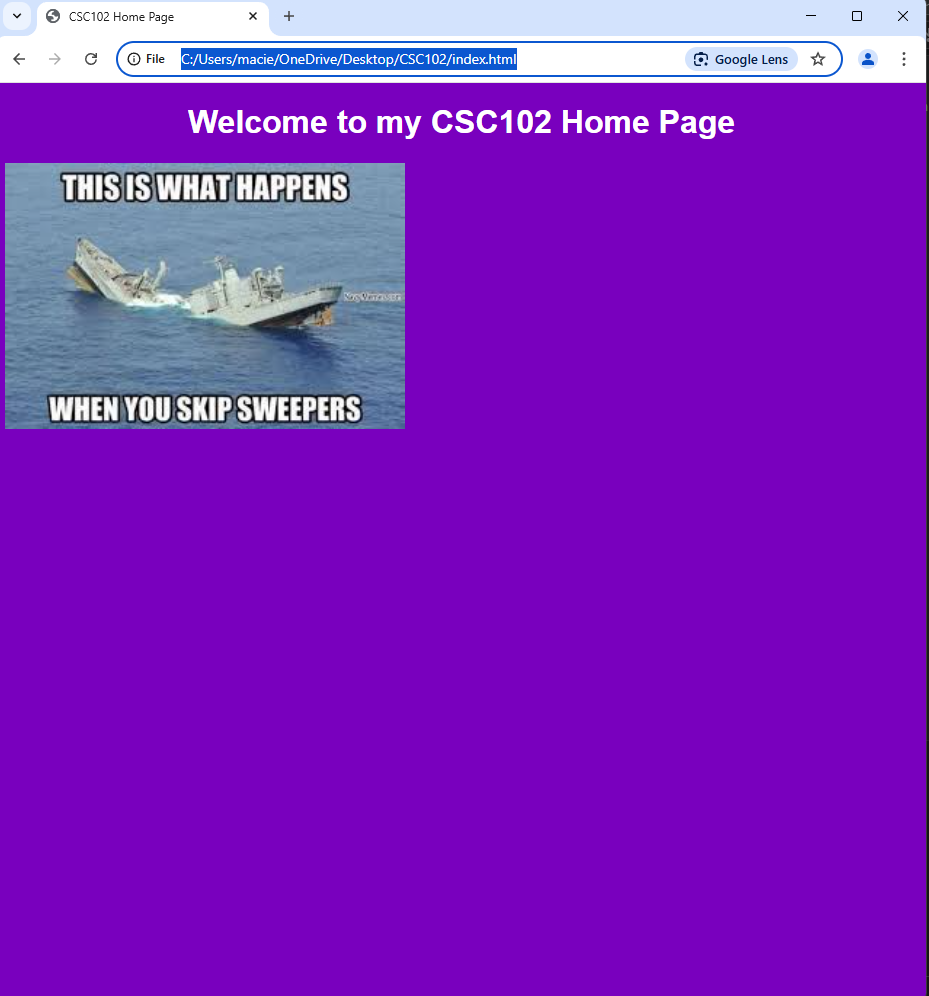 CSC102 Home Page
File
C:/Users/macie/OneDrive/Desktop/CSC102/index.html
Google Lens
Welcome to my CSC102 Home Page
THIS IS WHAT HAPPENS
WHEN YOU SKIP SWEEPERS